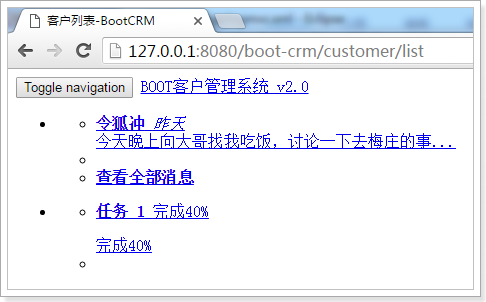 客户列表-BootCRM
127.0.0.1:8080/boot-crm/customer/list
Toggle navigation BOOT客户管理系统 v2.0
令狐冲 昨天
今天晚上向大哥找我吃饭，讨论一下去梅庄的事...
查看全部消息
任务 1 完成40%
完成40%